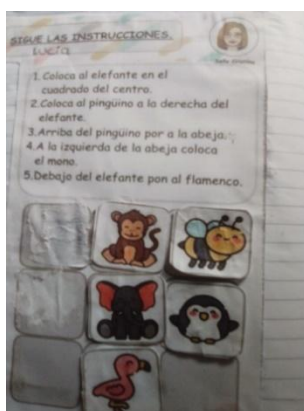 SIGUE LAS INSTRUCCIONES.
Lucía
1. Coloca al elefante en el
cuadrado del centro.
2. Coloca al pingüino a la derecha del
elefante.
3. Arriba del pingüino por a la abeja.
4. A la izquierda de la abeja coloca
el mono.
5. Debajo del elefante pon al flamenco.